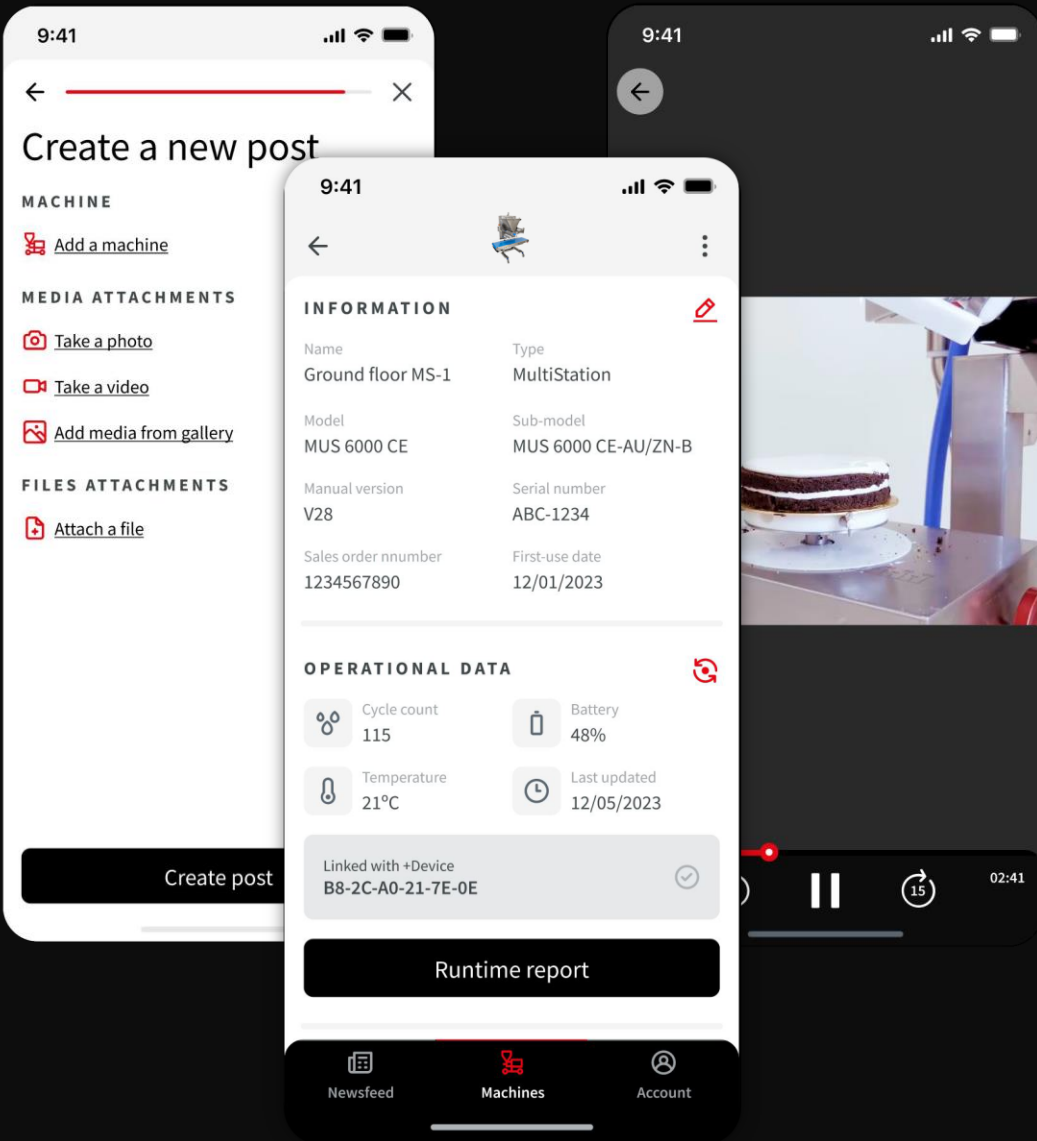 9:41
Create a new post
MACHINE
Add a machine
MEDIA ATTACHMENTS
Take a photo
Take a video
Add media from gallery
FILES ATTACHMENTS
Attach a file
Create post
9:41
INFORMATION
Name
Ground floor MS-1
Type
MultiStation
Model
MUS 6000 CE
Sub-model
MUS 6000 CE-AU/ZN-B
Manual version
V28
Serial number
ABC-1234
Sales order nnumber
1234567890
First-use date
12/01/2023
OPERATIONAL DATA
Cycle count
115
Battery
48%
Temperature
21°C
Last updated
12/05/2023
Linked with +Device
B8-2C-A0-21-7E-0E
Runtime report
Newsfeed
Machines
Account
9:41
15
02:41